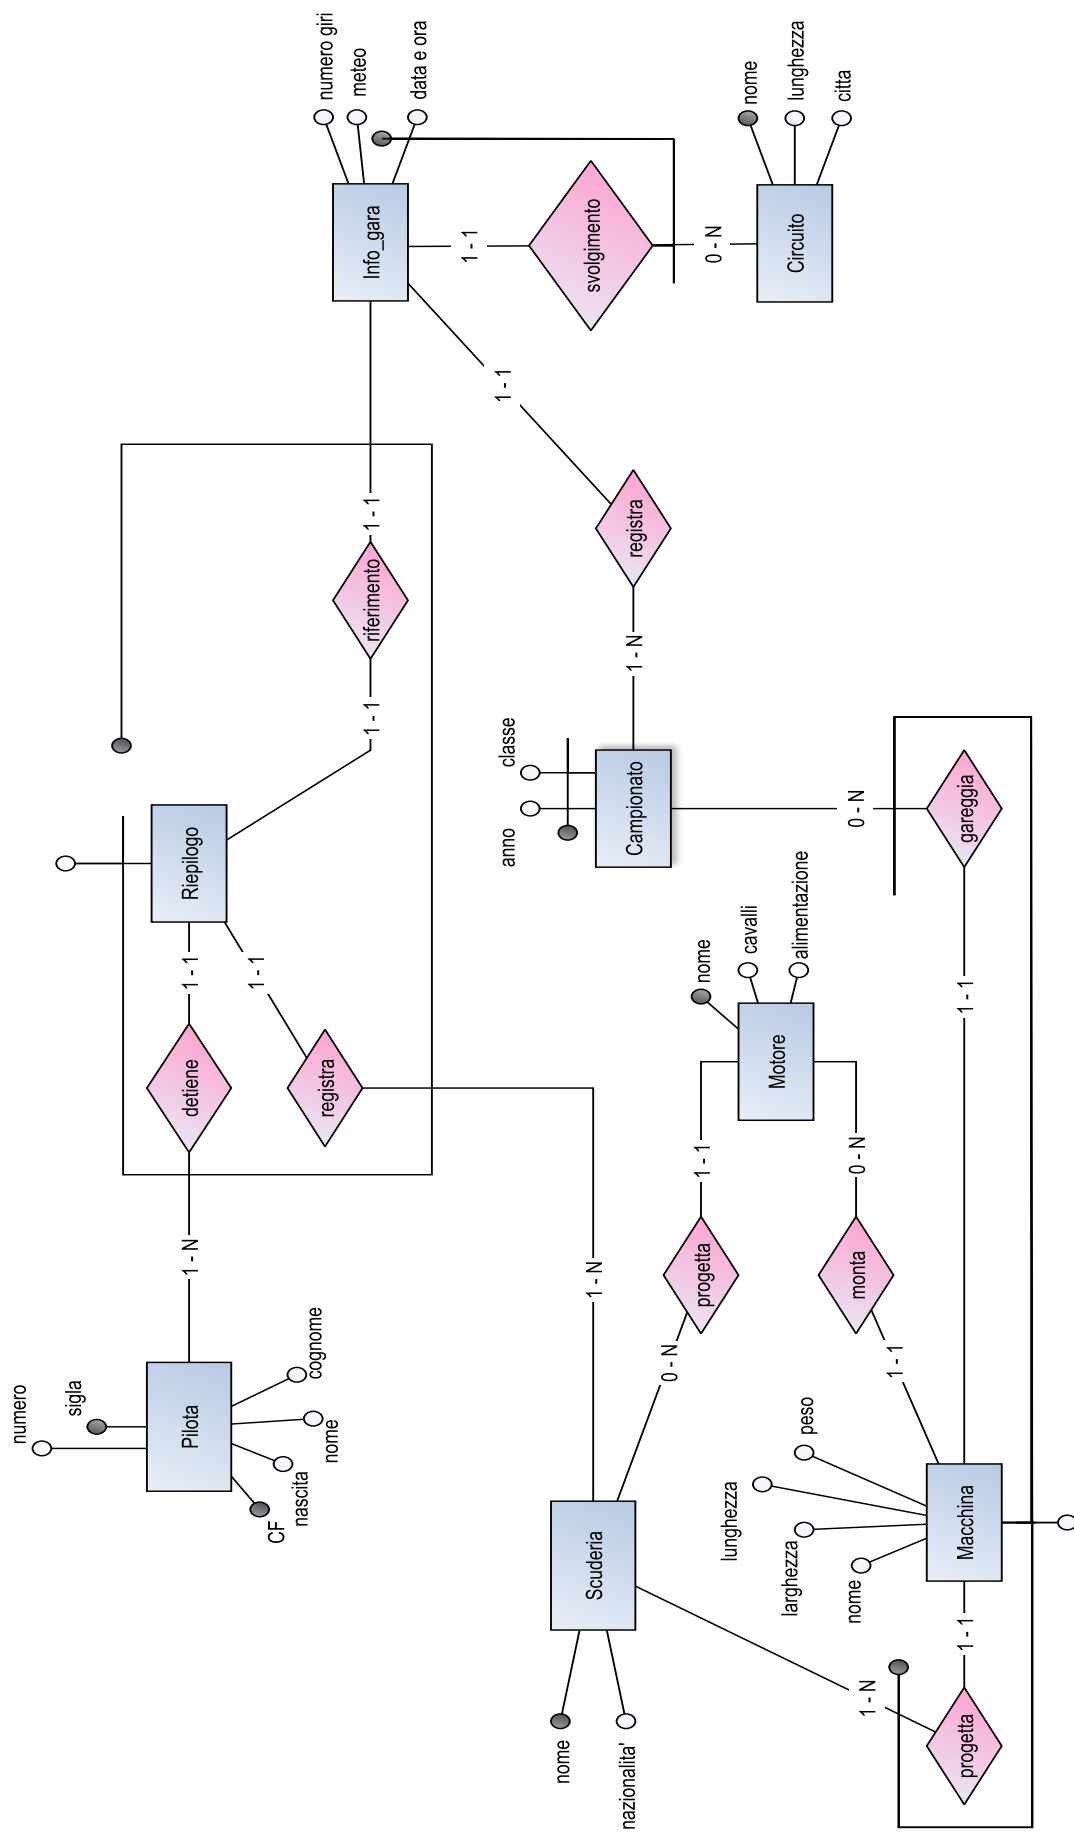 numero
sigla
Pilota
CF
nascita
nome
cognome
1 - N
detiene
1 - 1
Riepilogo
1 - 1
registra
1 - N
1 - 1
riferimento
1 - 1
Info_gara
numero giri
meteo
data e ora
1 - 1
svolgimento
0 - N
Circuito
nome
lunghezza
citta
1 - 1
registra
1 - N
Campionato
anno
classe
0 - N
gareggia
1 - 1
Scuderia
nome
nazionalita'
0 - N
progetta
1 - 1
Motore
nome
cavalli
alimentazione
0 - N
monta
1 - 1
Macchina
nome
larghezza
lunghezza
peso
1 - 1
progetta
1 - N